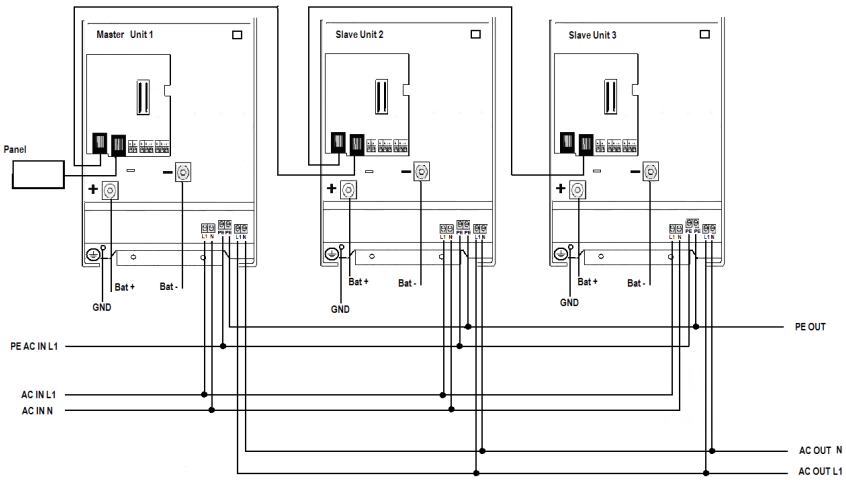 Master Unit 1
Slave Unit 2
Slave Unit 3
Panel
+ −
+ −
+ −
L1 N PE PE L1 N
L1 N PE PE L1 N
L1 N PE PE L1 N
Bat + Bat -
Bat + Bat -
Bat + Bat -
GND
GND
GND
PE OUT
PE AC IN L1
AC IN L1
AC IN N
AC OUT N
AC OUT L1